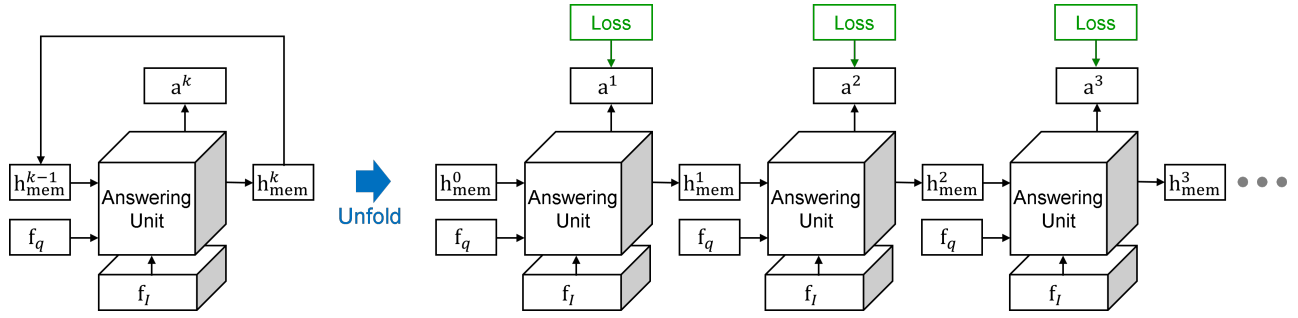 Loss
Loss
Loss
a^k
a^1
a^2
a^3
h_mem^{k-1}
Answering
Unit
h_mem^k
Unfold
h_mem^0
Answering
Unit
h_mem^1
Answering
Unit
h_mem^2
Answering
Unit
h_mem^3
f_q
f_q
f_q
f_q
f_I
f_I
f_I
f_I